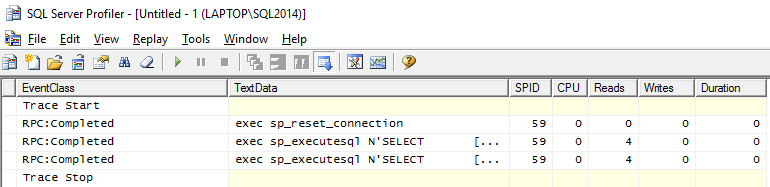 SQL Server Profiler - [Untitled - 1 (LAPTOP\SQL2014)]
File Edit View Replay Tools Window Help
EventClass TextData SPID CPU Reads Writes Duration
Trace Start
RPC:Completed exec sp_reset_connection 59 0 0 0 0
RPC:Completed exec sp_executesql N'SELECT [... 59 0 4 0 0
RPC:Completed exec sp_executesql N'SELECT [... 59 0 4 0 0
Trace Stop